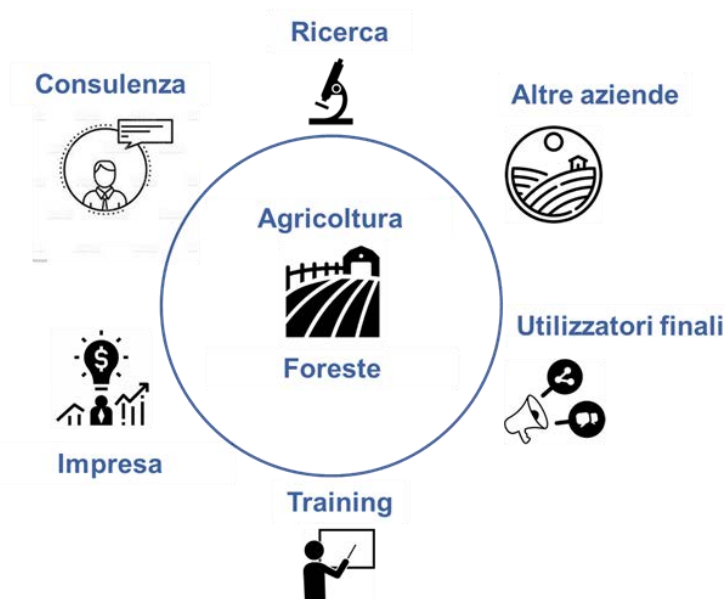 Ricerca
Consulenza
Altre aziende
Agricoltura
Foreste
Utilizzatori finali
Impresa
Training